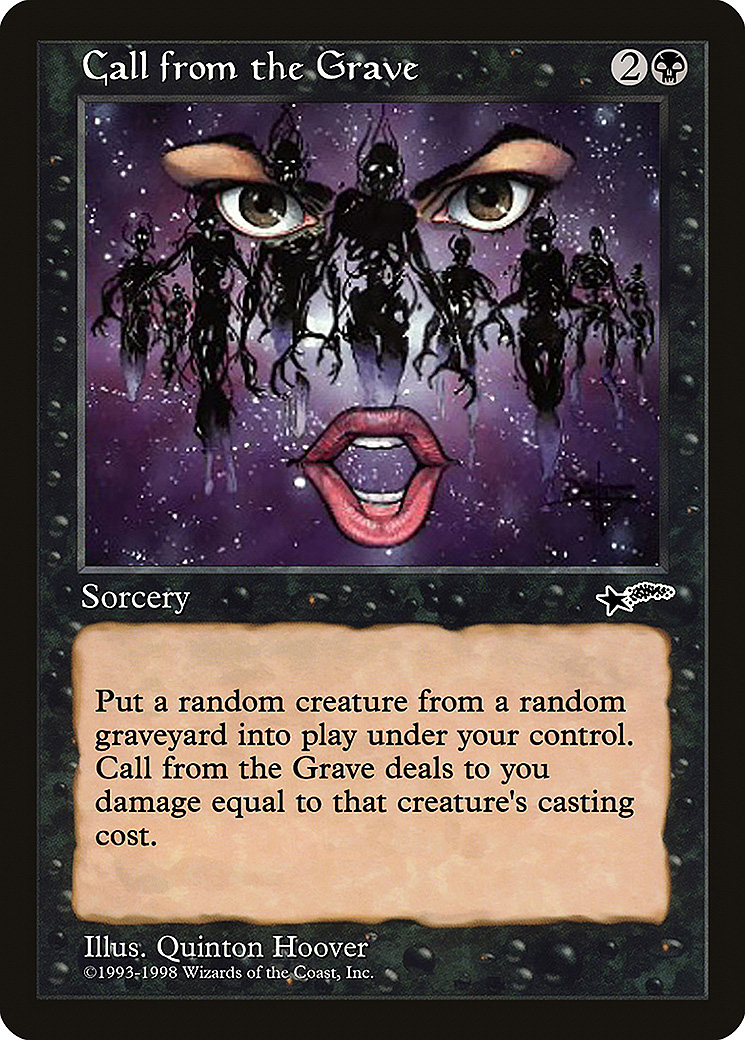 Call from the Grave 2
Sorcery
Put a random creature from a random
graveyard into play under your control.
Call from the Grave deals to you
damage equal to that creature's casting
cost.
Illus. Quinton Hoover
©1993-1998 Wizards of the Coast, Inc.